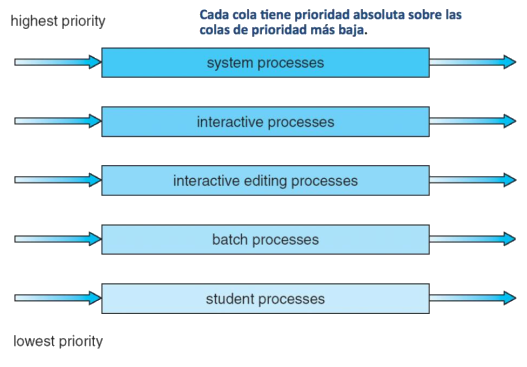 highest priority
Cada cola tiene prioridad absoluta sobre las
colas de prioridad más baja.
system processes
interactive processes
interactive editing processes
batch processes
student processes
lowest priority